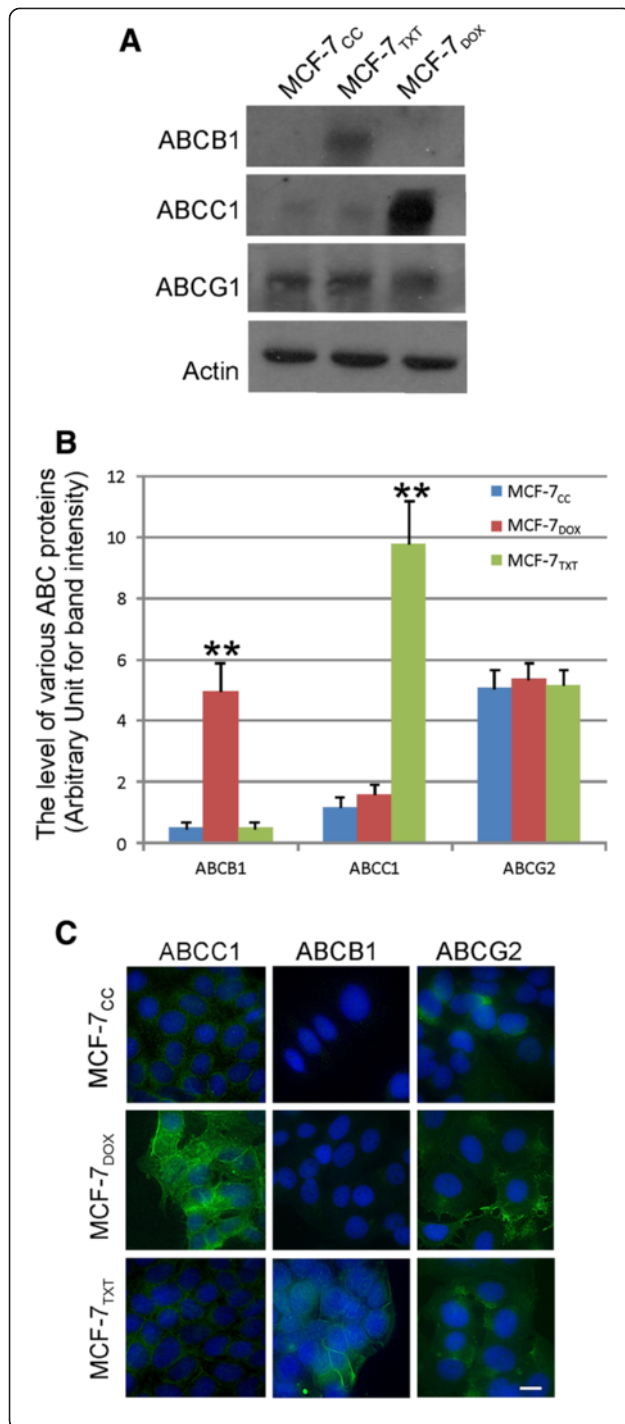 A
MCF-7CC
MCF-7TXT
MCF-7DOX
ABCB1
ABCC1
ABCG1
Actin
B
The level of various ABC proteins
(Arbitrary Unit for band intensity)
12
10
8
6
4
2
0
**
**
MCF-7CC
MCF-7DOX
MCF-7TXT
ABCB1
ABCC1
ABCG2
C
ABCC1
ABCB1
ABCG2
MCF-7CC
MCF-7DOX
MCF-7TXT